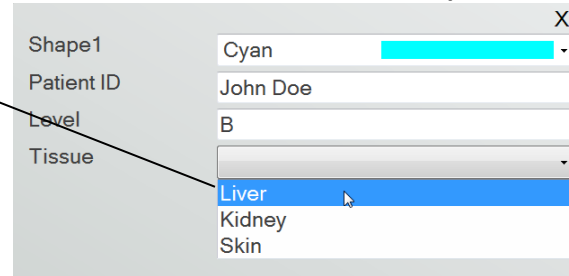 X
Shape1 Cyan
Patient ID John Doe
Level B
Tissue
Liver
Kidney
Skin